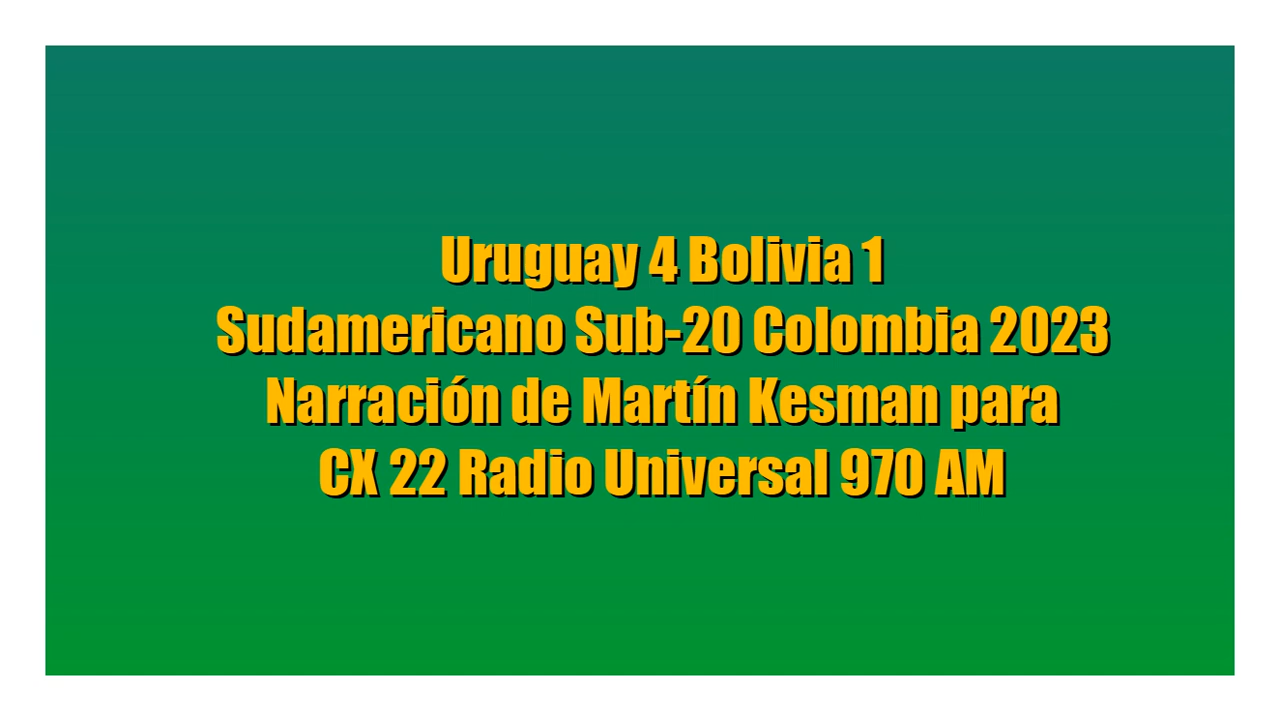 Uruguay 4 Bolivia 1
Sudamericano Sub-20 Colombia 2023
Narración de Martín Kesman para
CX 22 Radio Universal 970 AM